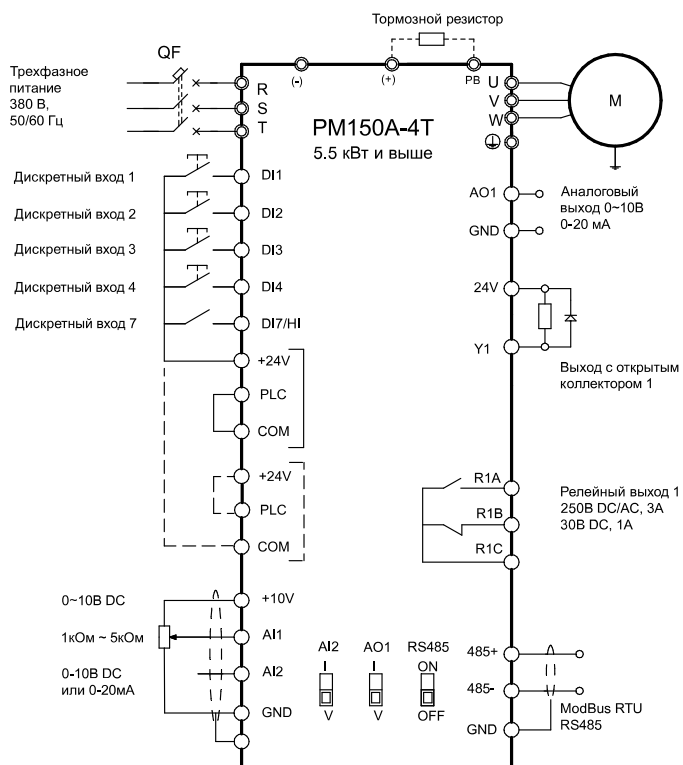 Тормозной резистор
QF
Трехфазное
питание
380 В,
50/60 Гц
(-)
(+)
PB
R
S
T
U
V
W
M
PM150A-4T
5.5 кВт и выше
Дискретный вход 1
DI1
Дискретный вход 2
DI2
Дискретный вход 3
DI3
Дискретный вход 4
DI4
Дискретный вход 7
DI7/HI
+24V
PLC
COM
+24V
PLC
COM
AO1
GND
Аналоговый
выход 0~10В
0-20 мА
24V
Y1
Выход с открытым
коллектором 1
R1A
R1B
R1C
Релейный выход 1
250В DC/AC, 3А
30В DC, 1А
0~10В DC
+10V
1кОм ~ 5кОм
AI1
0-10В DC
или 0-20мА
AI2
GND
AI2
I
V
AO1
I
V
RS485
ON
OFF
485+
485-
GND
ModBus RTU
RS485